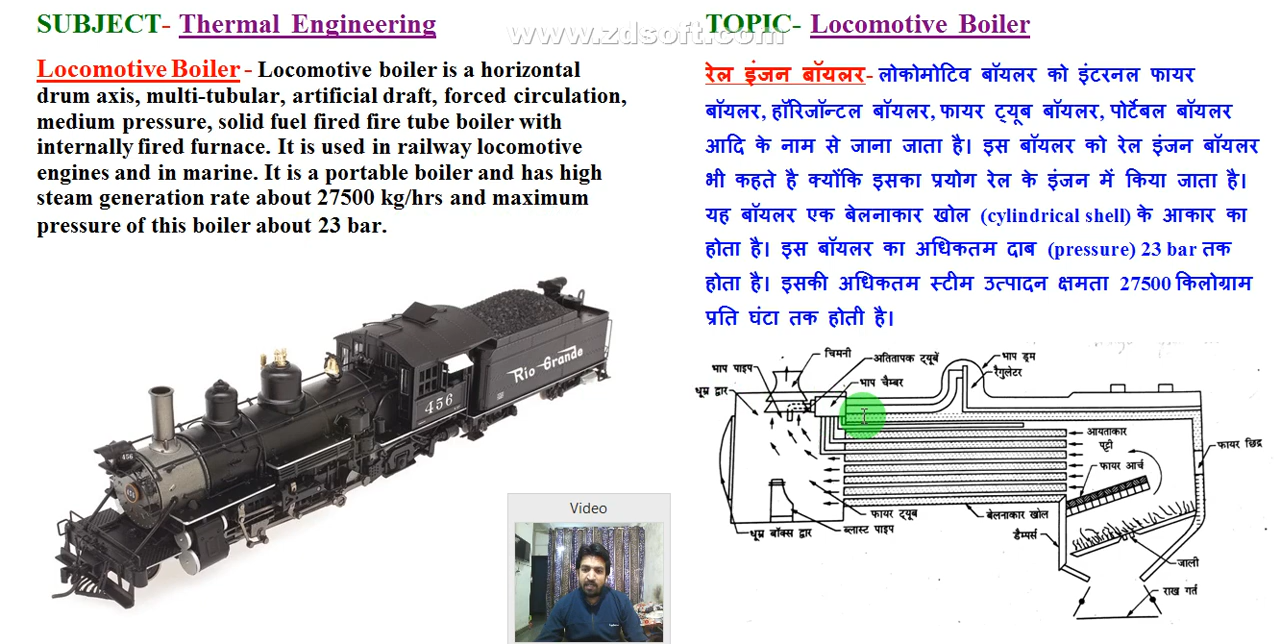 SUBJECT- Thermal Engineering
www.zdsoft.com
TOPIC- Locomotive Boiler
Locomotive Boiler - Locomotive boiler is a horizontal
drum axis, multi-tubular, artificial draft, forced circulation,
medium pressure, solid fuel fired fire tube boiler with
internally fired furnace. It is used in railway locomotive
engines and in marine. It is a portable boiler and has high
steam generation rate about 27500 kg/hrs and maximum
pressure of this boiler about 23 bar.
रेल इंजन बॉयलर- लोकोमोटिव बॉयलर को इंटरनल फायर
बॉयलर, हॉरिजॉन्टल बॉयलर, फायर ट्यूब बॉयलर, पोर्टेबल बॉयलर
आदि के नाम से जाना जाता है। इस बॉयलर को रेल इंजन बॉयलर
भी कहते है क्योंकि इसका प्रयोग रेल के इंजन में किया जाता है।
यह बॉयलर एक बेलनाकार खोल (cylindrical shell) के आकार का
होता है। इस बॉयलर का अधिकतम दाब (pressure) 23 bar तक
होता है। इसकी अधिकतम स्टीम उत्पादन क्षमता 27500 किलोग्राम
प्रति घंटा तक होती है।
Rio Grande
456
456
चिमनी
अतितापक ट्यूबें
भाप ड्रम
भाप पाइप
रैगुलेटर
भाप चैम्बर
धूम्र द्वार
आयताकार
पट्टी
फायर छिद्र
फायर आर्च
फायर ट्यूब
बेलनाकार खोल
धूम्र बॉक्स द्वार
ब्लास्ट पाइप
डैम्पर्स
जाली
राख गर्त
Video